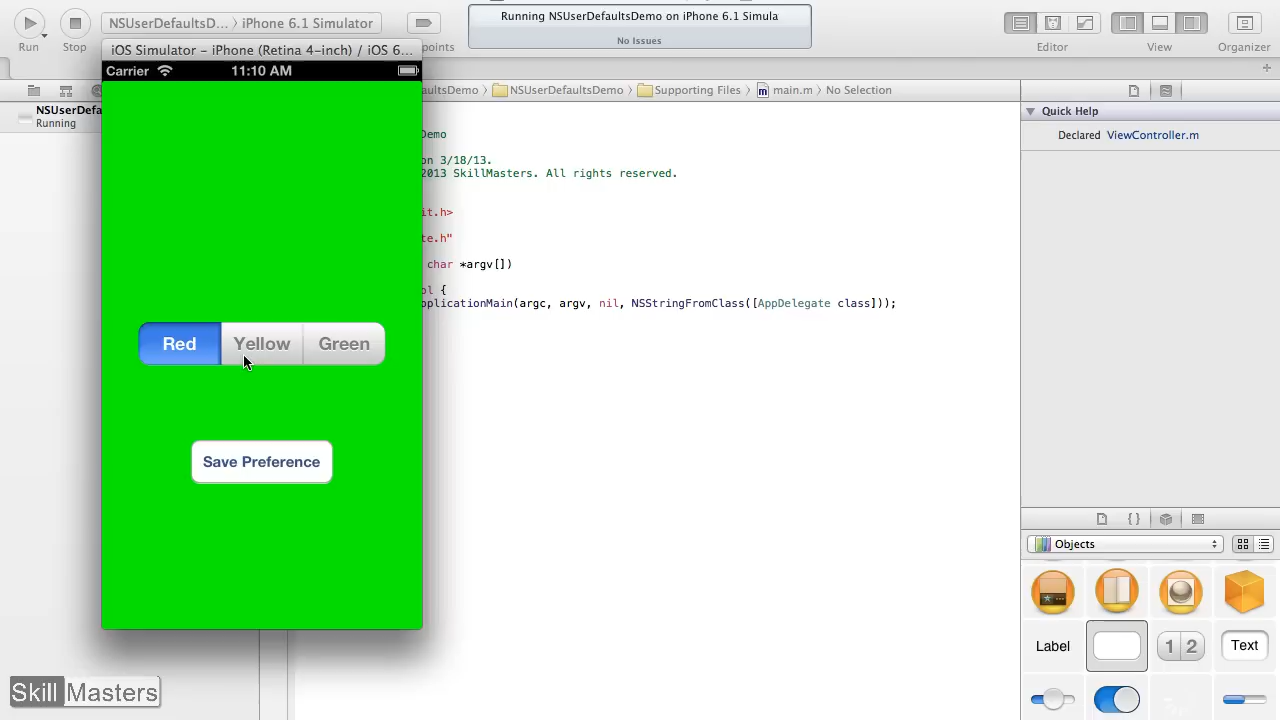 NSUserDefaultsD... 〉 iPhone 6.1 Simulator
Running NSUserDefaultsDemo on iPhone 6.1 Simula
No Issues
Run
Stop
points
Editor
View
Organizer
iOS Simulator – iPhone (Retina 4-inch) / iOS 6...
Carrier
11:10 AM
aultsDemo 〉 NSUserDefaultsDemo 〉 Supporting Files 〉 main.m 〉 No Selection
NSUserDefa
Running
Demo
on 3/18/13.
2013 SkillMasters. All rights reserved.
it.h>
te.h"
char *argv[])
ol {
pplicationMain(argc, argv, nil, NSStringFromClass([AppDelegate class]));
Quick Help
Declared ViewController.m
Red
Yellow
Green
Save Preference
Objects
Label
1 2
Text
Skill Masters